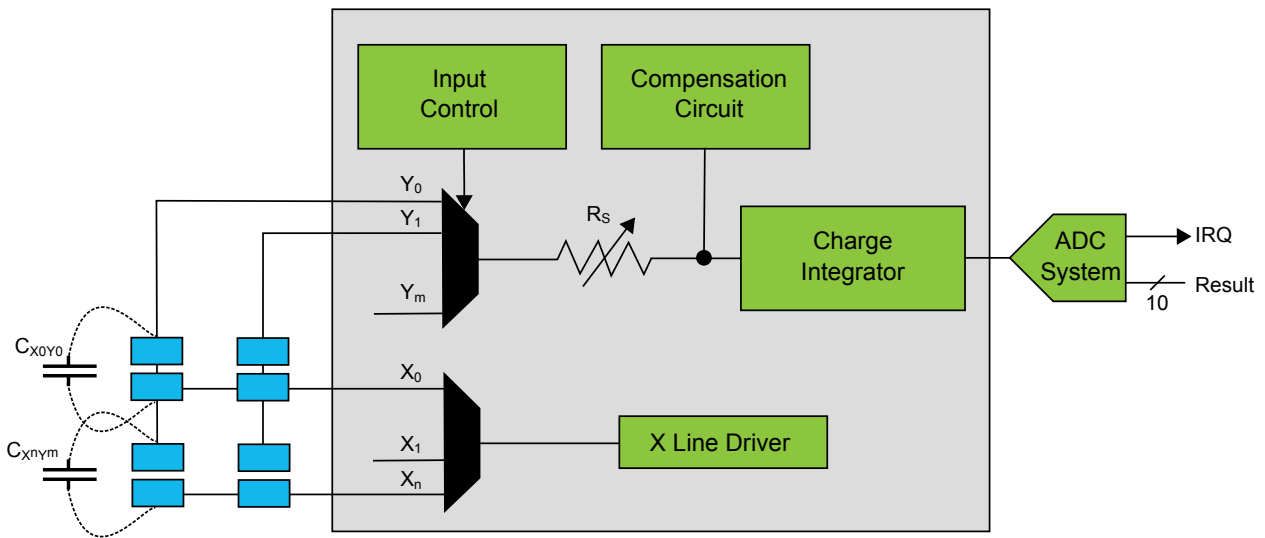 Input
Control
Compensation
Circuit
Y0
Y1
RS
Charge
Integrator
ADC
System
IRQ
Result
10
Ym
CX0Y0
X0
CXnYm
X1
Xn
X Line Driver